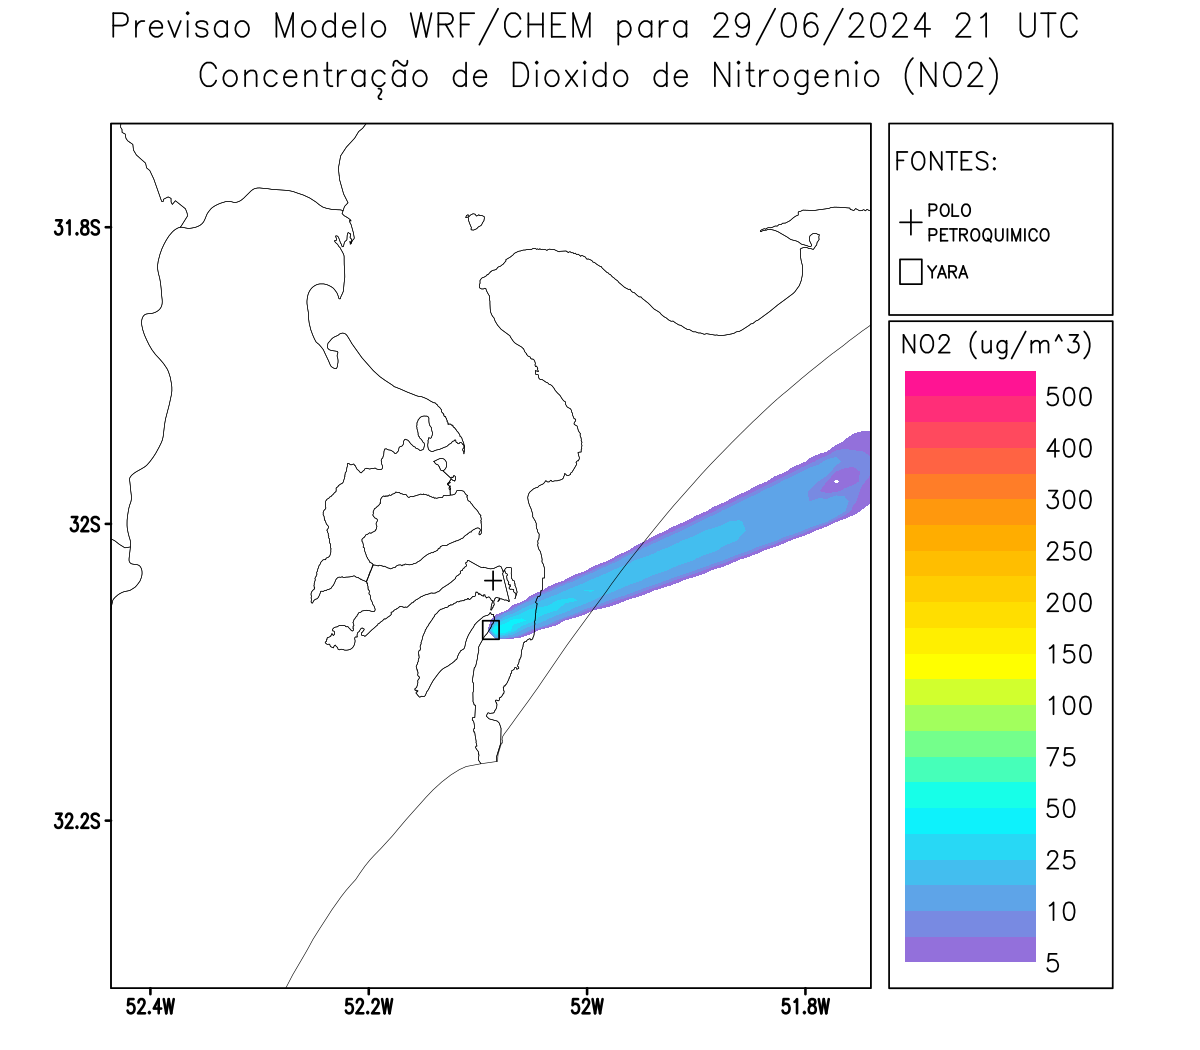 Previsao Modelo WRF/CHEM para 29/06/2024 21 UTC
Concentração de Dioxido de Nitrogenio (NO2)
FONTES:
POLO
PETROQUIMICO
YARA
NO2 (ug/m^3)
500
400
300
250
200
150
100
75
50
25
10
5
31.8S
32S
32.2S
52.4W
52.2W
52W
51.8W